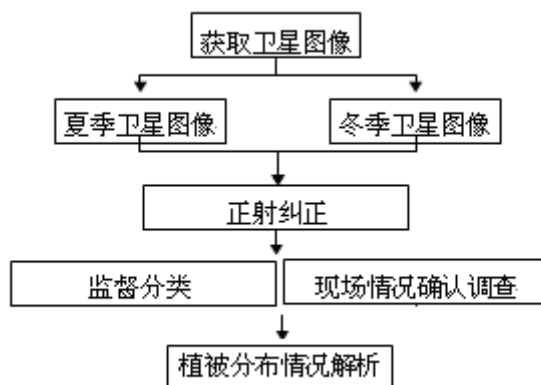 获取卫星图像
夏季卫星图像
冬季卫星图像
正射纠正
监督分类
现场情况确认调查
植被分布情况解析